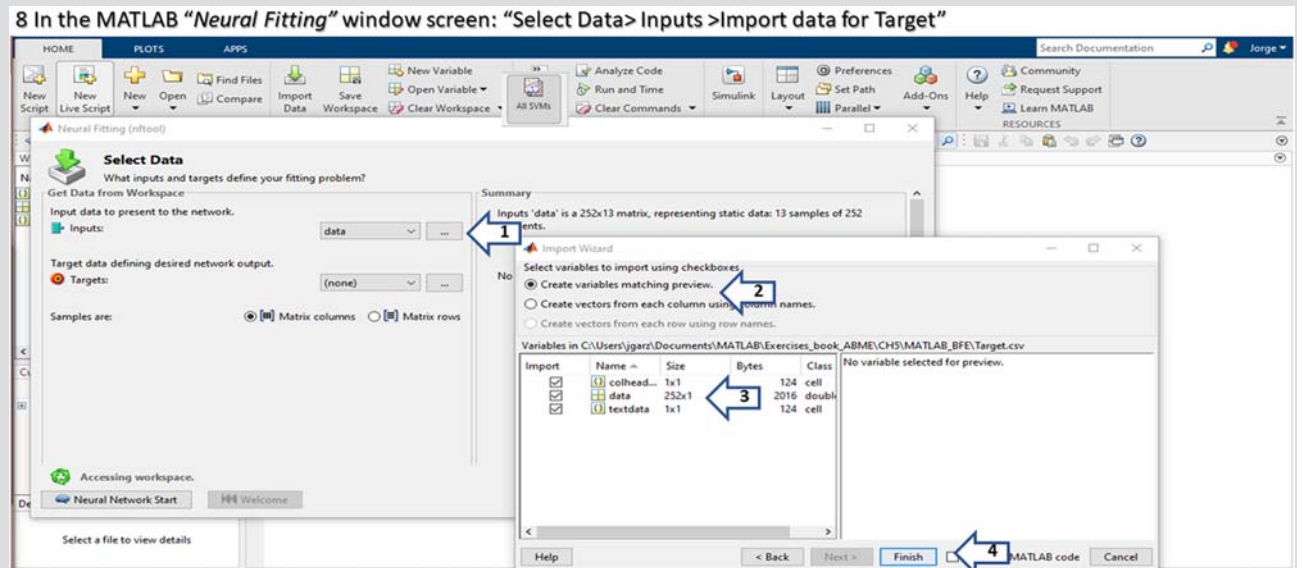 8 In the MATLAB “Neural Fitting” window screen: “Select Data> Inputs >Import data for Target”
HOME PLOTS APPS Search Documentation Jorge
New Script
New Live Script
New
Open
Find Files
Compare
Import Data
Save Workspace
New Variable
Open Variable
Clear Workspace
All SVMs
Analyze Code
Run and Time
Clear Commands
Simulink
Layout
Preferences
Set Path
Parallel
Add-Ons
Help
Community
Request Support
Learn MATLAB
RESOURCES
Neural Fitting (nftool)
Select Data
What inputs and targets define your fitting problem?
Get Data from Workspace
Input data to present to the network.
Inputs: data ... 1
Target data defining desired network output.
Targets: (none) ...
Samples are: Matrix columns Matrix rows
Summary
Inputs 'data' is a 252x13 matrix, representing static data: 13 samples of 252
ents.
No
Accessing workspace.
Neural Network Start Welcome
Select a file to view details
Import Wizard
Select variables to import using checkboxes
Create variables matching preview. 2
Create vectors from each column using column names.
Create vectors from each row using row names.
Variables in C:\Users\jgarz\Documents\MATLAB\Exercises_book_ABME\CH5\MATLAB_BFE\Target.csv
Import Name Size Bytes Class No variable selected for preview.
colhead... 1x1 124 cell
data 252x1 3 2016 double
textdata 1x1 124 cell
Help < Back Next > Finish 4 MATLAB code Cancel